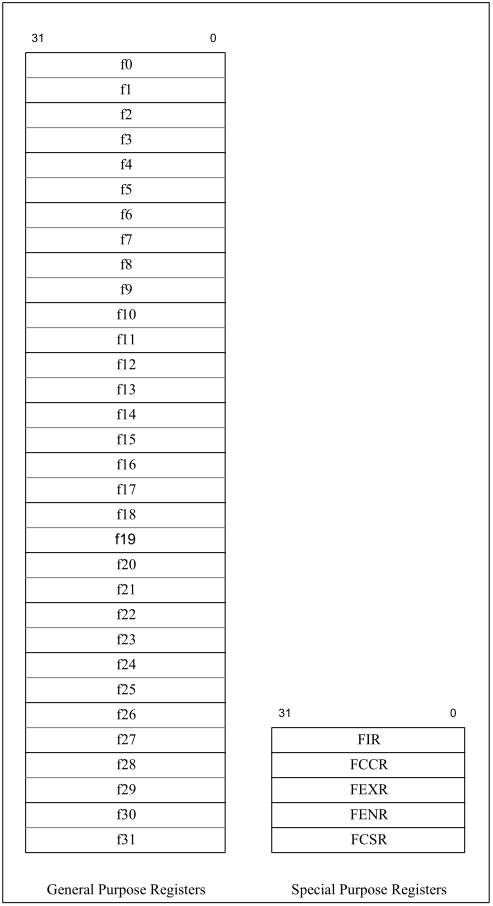 31 0
f0
f1
f2
f3
f4
f5
f6
f7
f8
f9
f10
f11
f12
f13
f14
f15
f16
f17
f18
f19
f20
f21
f22
f23
f24
f25
f26
f27
f28
f29
f30
f31
General Purpose Registers
31 0
FIR
FCCR
FEXR
FENR
FCSR
Special Purpose Registers